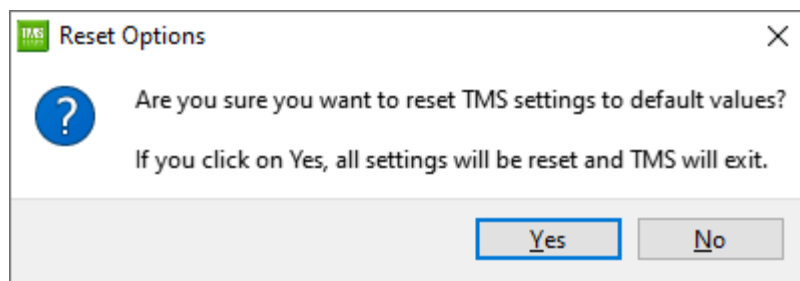 TMS
Reset Options
Are you sure you want to reset TMS settings to default values?
If you click on Yes, all settings will be reset and TMS will exit.
Yes
No